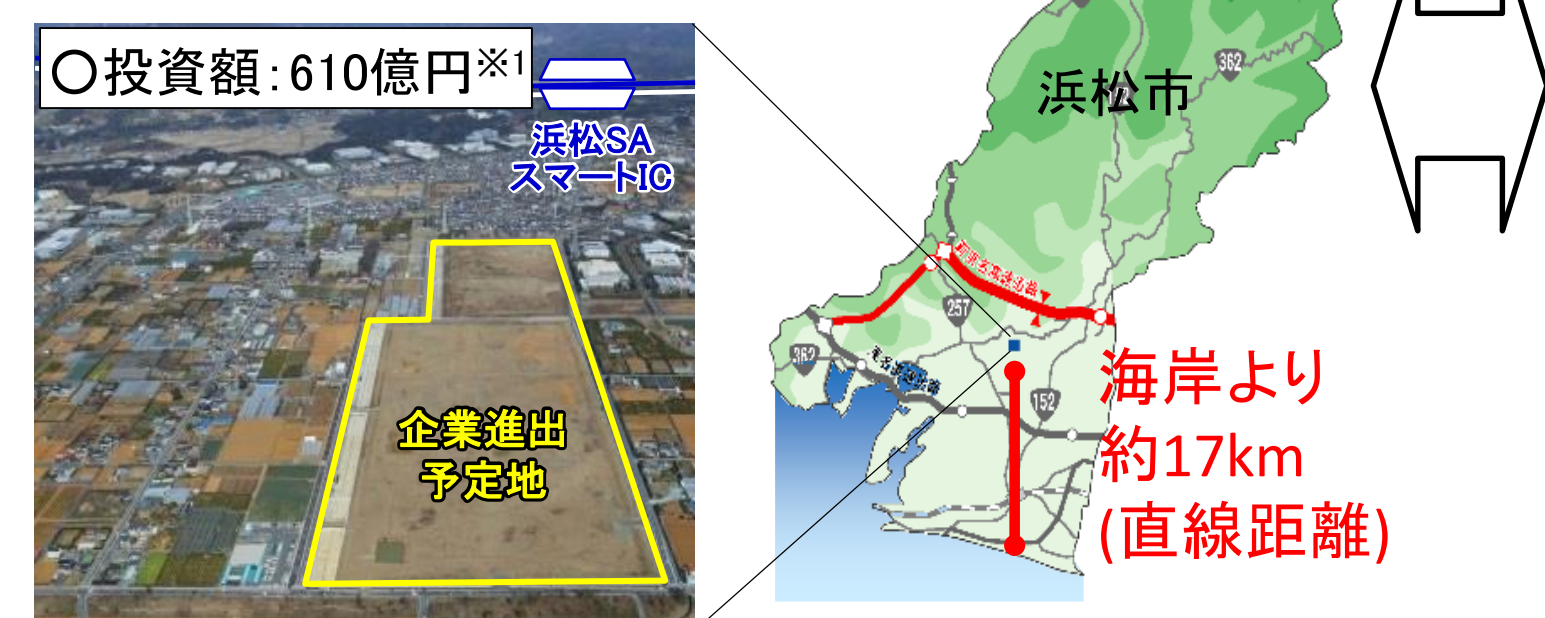 ○投資額：610億円※1
浜松SA
スマートIC
企業進出
予定地
浜松市
362
257
362
152
海岸より
約17km
(直線距離)